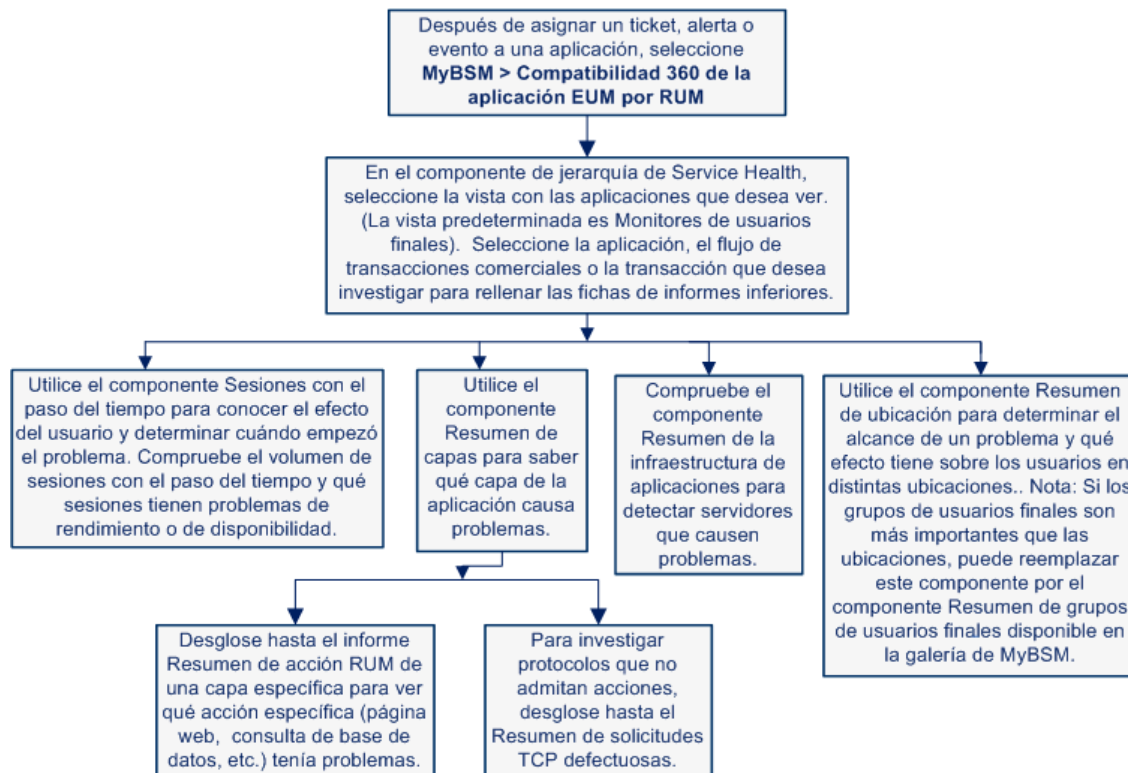 Después de asignar un ticket, alerta o
evento a una aplicación, seleccione
MyBSM > Compatibilidad 360 de la
aplicación EUM por RUM
En el componente de jerarquía de Service Health,
seleccione la vista con las aplicaciones que desea ver.
(La vista predeterminada es Monitores de usuarios
finales).  Seleccione la aplicación, el flujo de
transacciones comerciales o la transacción que desea
investigar para rellenar las fichas de informes inferiores.
Utilice el componente Sesiones con el
paso del tiempo para conocer el efecto
del usuario y determinar cuándo empezó
el problema. Compruebe el volumen de
sesiones con el paso del tiempo y qué
sesiones tienen problemas de
rendimiento o de disponibilidad.
Utilice el
componente
Resumen de
capas para saber
qué capa de la
aplicación causa
problemas.
Compruebe el
componente
Resumen de la
infraestructura de
aplicaciones para
detectar servidores
que causen
problemas.
Utilice el componente Resumen
de ubicación para determinar el
alcance de un problema y qué
efecto tiene sobre los usuarios en
distintas ubicaciones.. Nota: Si los
grupos de usuarios finales son
más importantes que las
ubicaciones, puede reemplazar
este componente por el
componente Resumen de grupos
de usuarios finales disponible en
la galería de MyBSM.
Desglose hasta el informe
Resumen de acción RUM de
una capa específica para ver
qué acción específica (página
web,  consulta de base de
datos, etc.) tenía problemas.
Para investigar
protocolos que no
admitan acciones,
desglose hasta el
Resumen de solicitudes
TCP defectuosas.